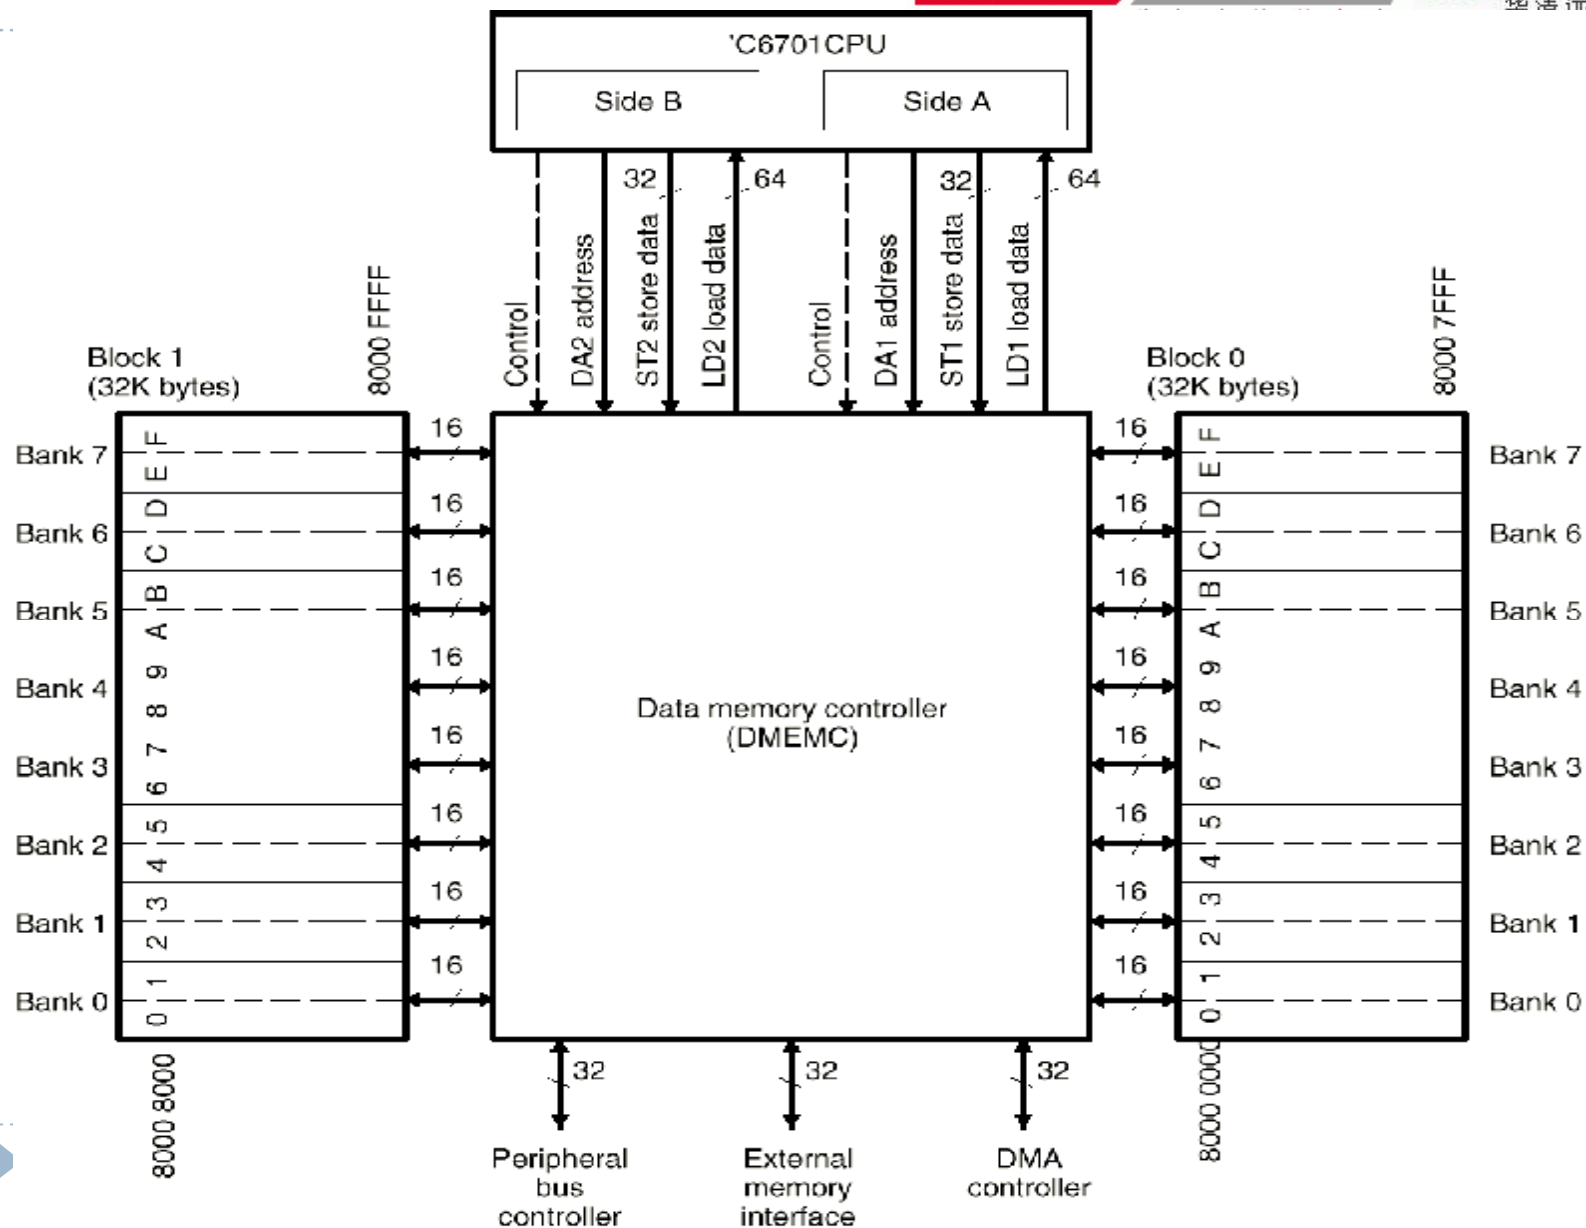 'C6701CPU
Side B
Side A
32
64
32
64
Control
DA2 address
ST2 store data
LD2 load data
Control
DA1 address
ST1 store data
LD1 load data
Block 1
(32K bytes)
8000 FFFF
Block 0
(32K bytes)
8000 7FFF
Bank 7
Bank 6
Bank 5
Bank 4
Bank 3
Bank 2
Bank 1
Bank 0
F
E
D
C
B
A
9
8
7
6
5
4
3
2
1
0
8000 8000
16
16
16
16
16
16
16
16
Data memory controller
(DMEMC)
16
16
16
16
16
16
16
16
F
E
D
C
B
A
9
8
7
6
5
4
3
2
1
0
8000 0000
Bank 7
Bank 6
Bank 5
Bank 4
Bank 3
Bank 2
Bank 1
Bank 0
32
32
32
Peripheral
bus
controller
External
memory
interface
DMA
controller